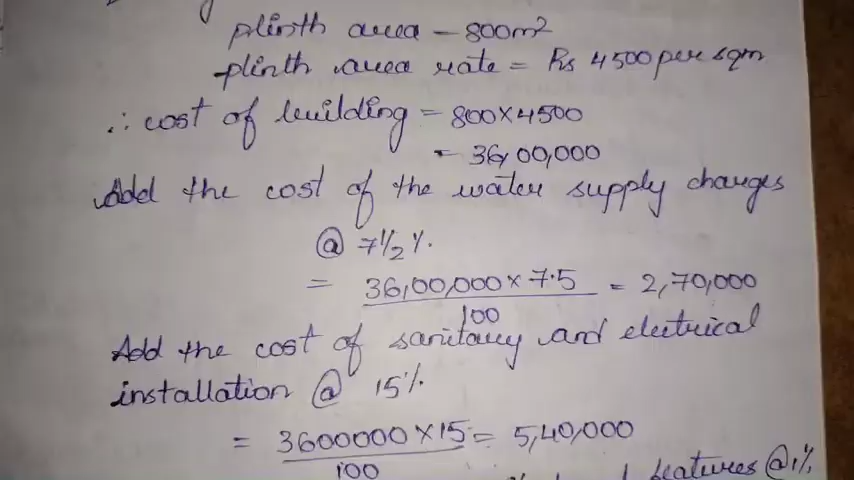 plinth area - 800m²
plinth area rate = Rs 4500 per sqm
∴ cost of building = 800×4500
= 36,00,000
Add the cost of the water supply charges
@ 7½ %.
= 36,00,000 × 7.5 / 100 = 2,70,000
Add the cost of sanitary and electrical
installation @ 15%
= 3600000 × 15 / 100 = 5,40,000
features @ 1%